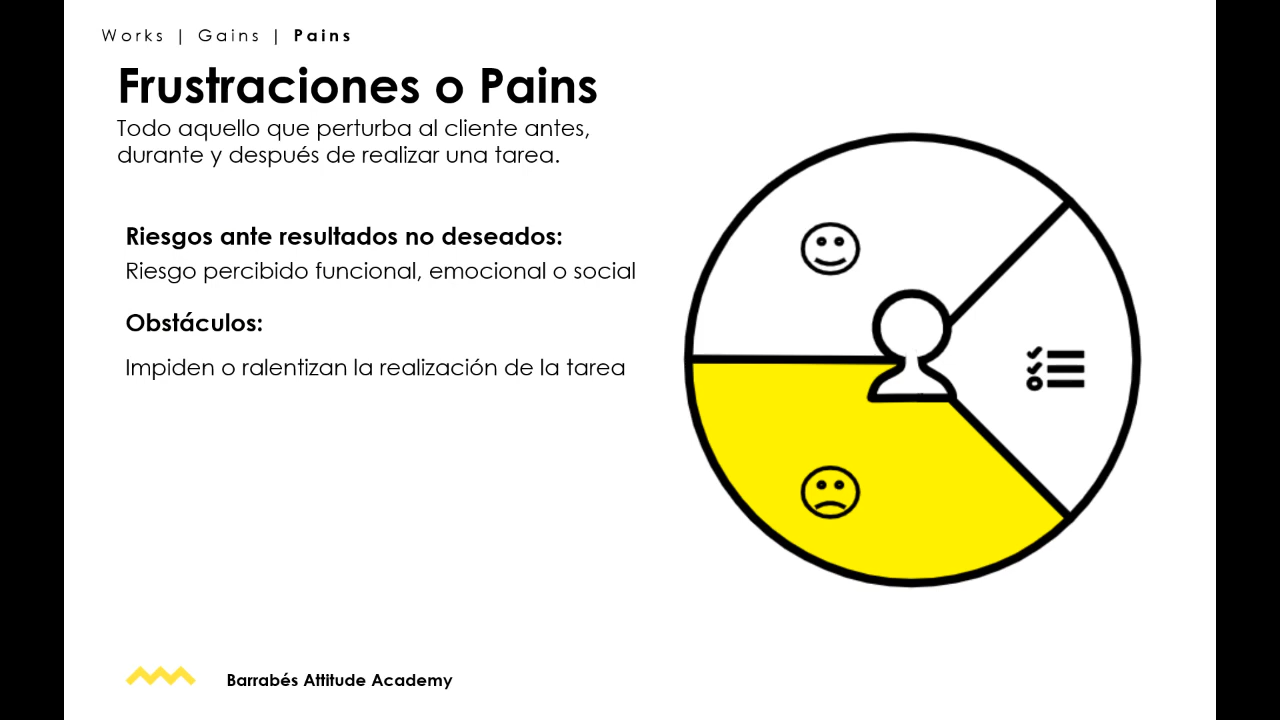 Works | Gains | Pains
Frustraciones o Pains
Todo aquello que perturba al cliente antes,
durante y después de realizar una tarea.
Riesgos ante resultados no deseados:
Riesgo percibido funcional, emocional o social
Obstáculos:
Impiden o ralentizan la realización de la tarea
Barrabés Attitude Academy